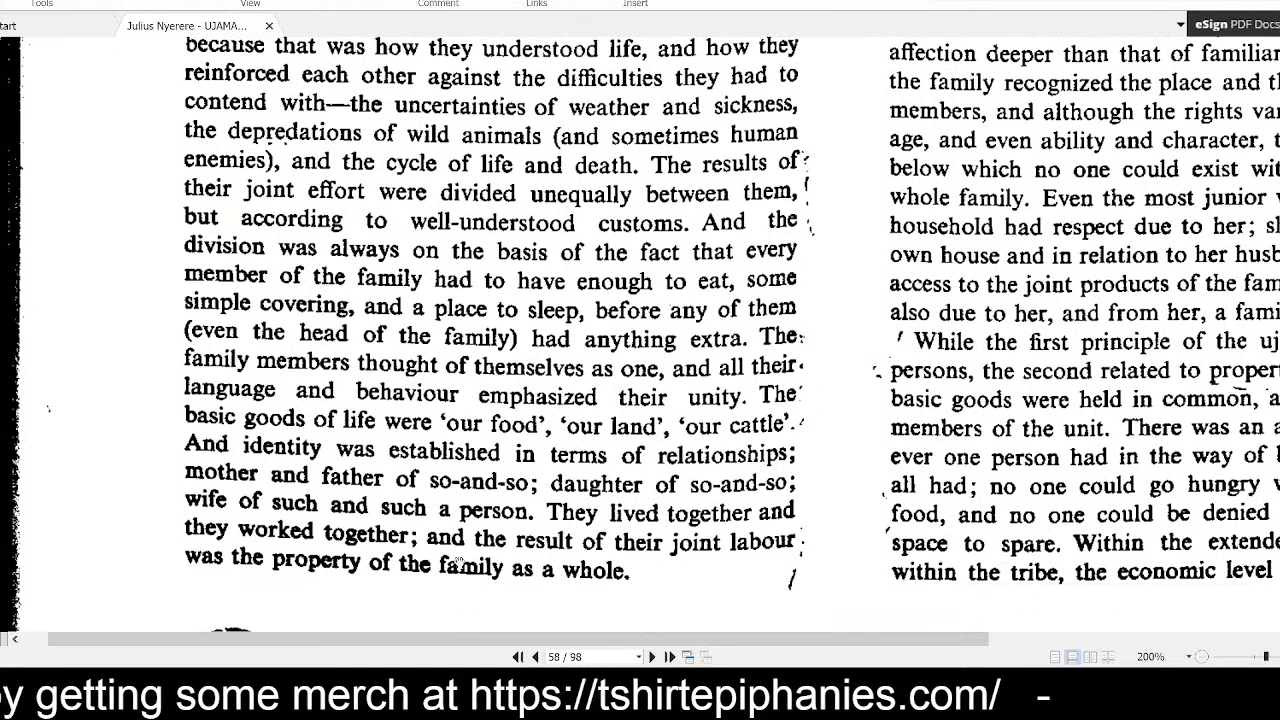 Tools View Comment Links Insert
tart Julius Nyerere - UJAMA... × eSign PDF Docs
because that was how they understood life, and how they
reinforced each other against the difficulties they had to
contend with—the uncertainties of weather and sickness,
the depredations of wild animals (and sometimes human
enemies), and the cycle of life and death. The results of
their joint effort were divided unequally between them,
but according to well-understood customs. And the
division was always on the basis of the fact that every
member of the family had to have enough to eat, some
simple covering, and a place to sleep, before any of them
(even the head of the family) had anything extra. The
family members thought of themselves as one, and all their
language and behaviour emphasized their unity. The
basic goods of life were ‘our food’, ‘our land’, ‘our cattle’.
And identity was established in terms of relationships;
mother and father of so-and-so; daughter of so-and-so;
wife of such and such a person. They lived together and
they worked together; and the result of their joint labour
was the property of the family as a whole.
affection deeper than that of familiar
the family recognized the place and th
members, and although the rights var
age, and even ability and character, t
below which no one could exist wit
whole family. Even the most junior w
household had respect due to her; sh
own house and in relation to her husb
access to the joint products of the fam
also due to her, and from her, a fami
While the first principle of the uj
persons, the second related to propert
basic goods were held in common, a
members of the unit. There was an a
ever one person had in the way of b
all had; no one could go hungry w
food, and no one could be denied
space to spare. Within the extende
within the tribe, the economic level
58 / 98 200%
by getting some merch at https://tshirtepiphanies.com/ -